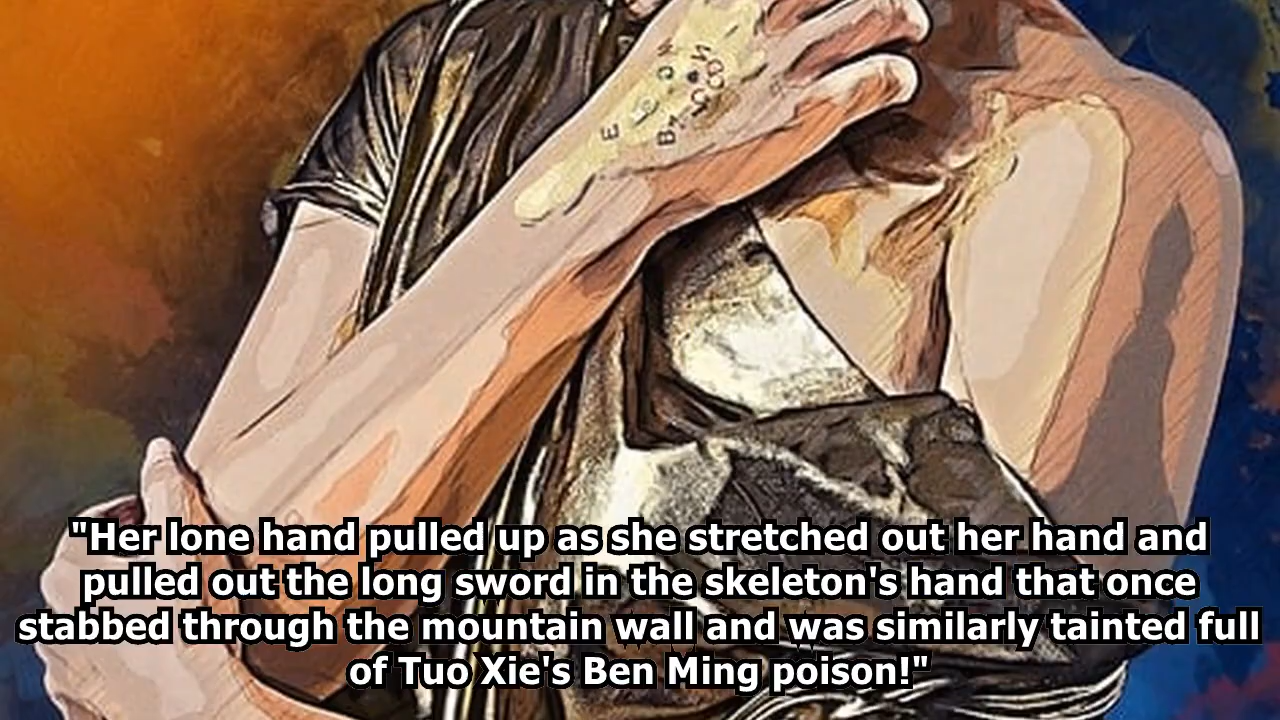 "Her lone hand pulled up as she stretched out her hand and
pulled out the long sword in the skeleton's hand that once
stabbed through the mountain wall and was similarly tainted full
of Tuo Xie's Ben Ming poison!"